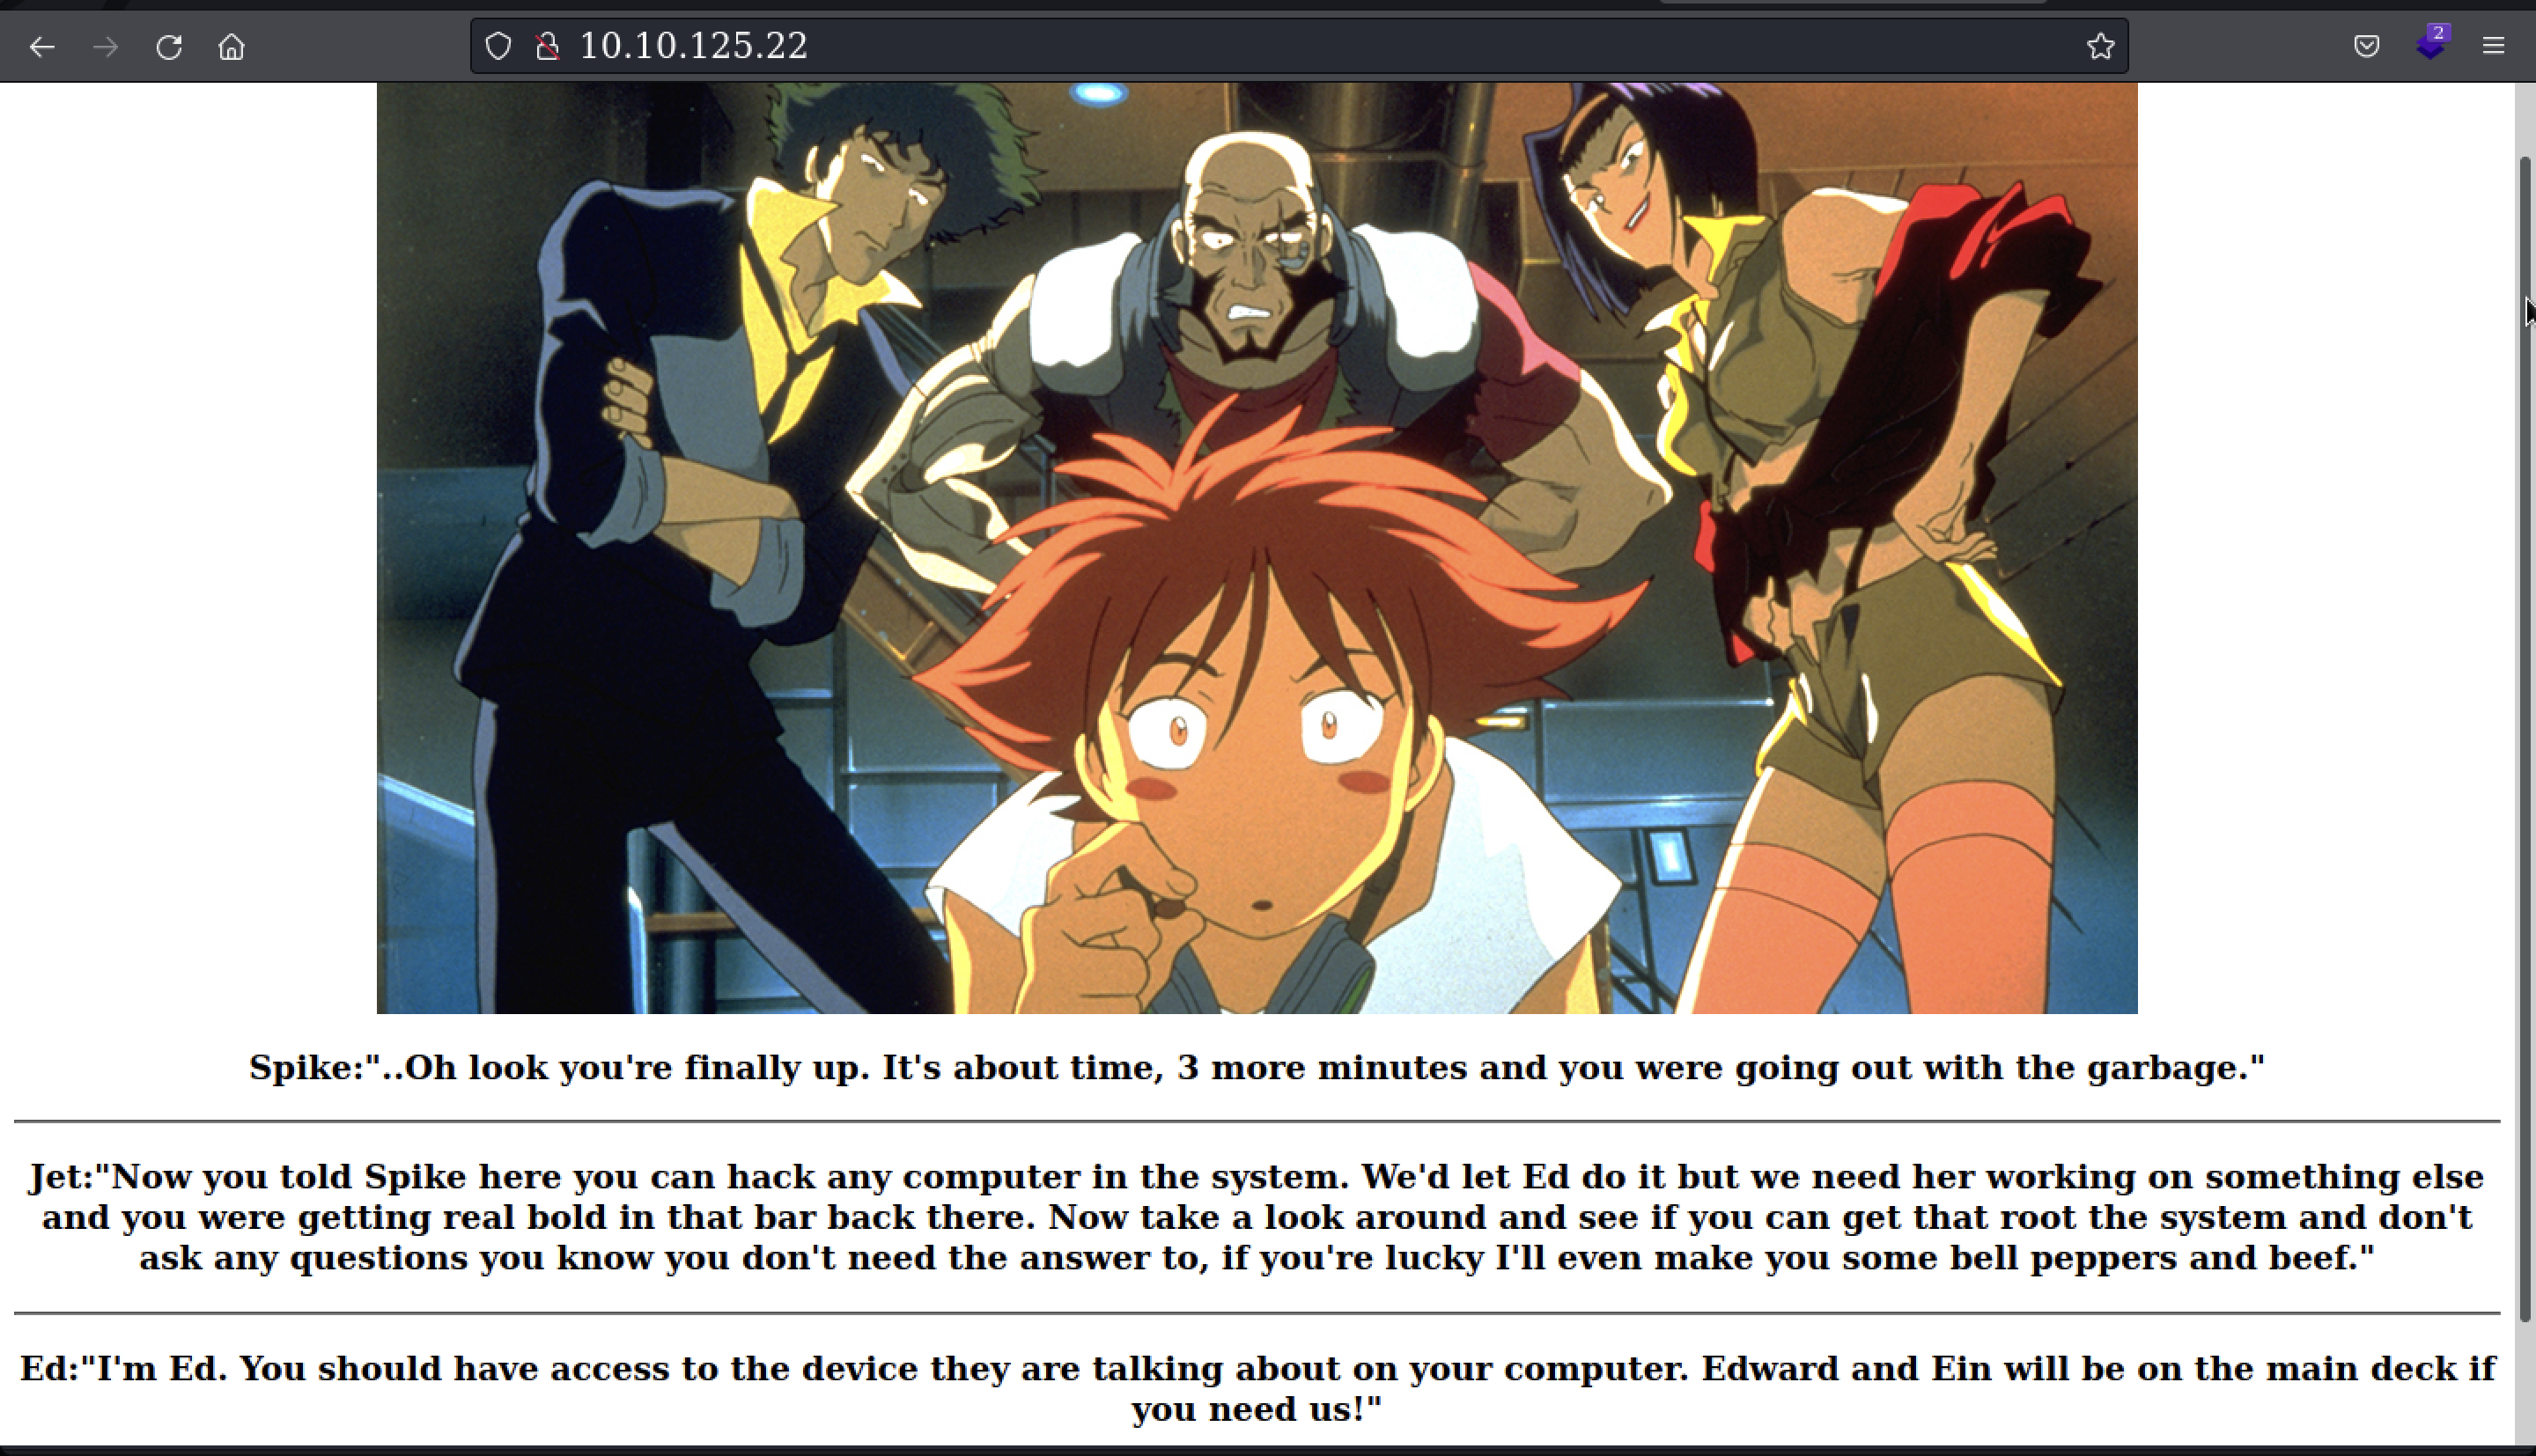 10.10.125.22
2
Spike:"..Oh look you're finally up. It's about time, 3 more minutes and you were going out with the garbage."
Jet:"Now you told Spike here you can hack any computer in the system. We'd let Ed do it but we need her working on something else
and you were getting real bold in that bar back there. Now take a look around and see if you can get that root the system and don't
ask any questions you know you don't need the answer to, if you're lucky I'll even make you some bell peppers and beef."
Ed:"I'm Ed. You should have access to the device they are talking about on your computer. Edward and Ein will be on the main deck if
you need us!"